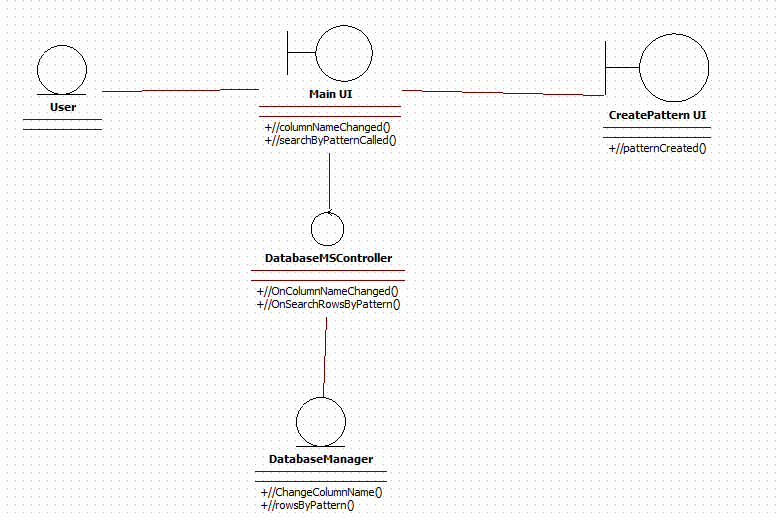 User
Main UI
+//columnNameChanged()
+//searchByPatternCalled()
CreatePattern UI
+//patternCreated()
DatabaseMSController
+//OnColumnNameChanged()
+//OnSearchRowsByPattern()
DatabaseManager
+//ChangeColumnName()
+//rowsByPattern()